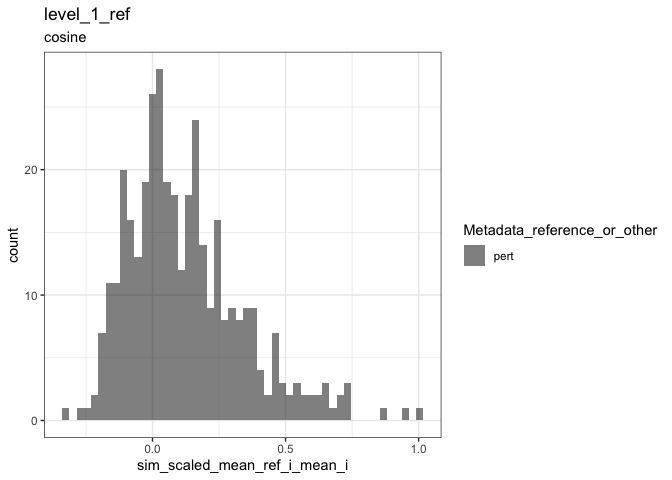 level_1_ref
cosine
20
10
0
count
0.0
0.5
1.0
sim_scaled_mean_ref_i_mean_i
Metadata_reference_or_other
pert